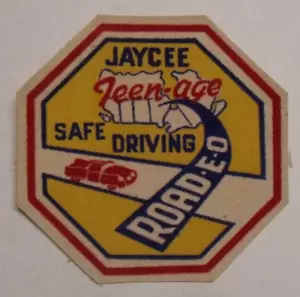 JAYCEE
Teen-age
SAFE DRIVING
ROAD-E-O